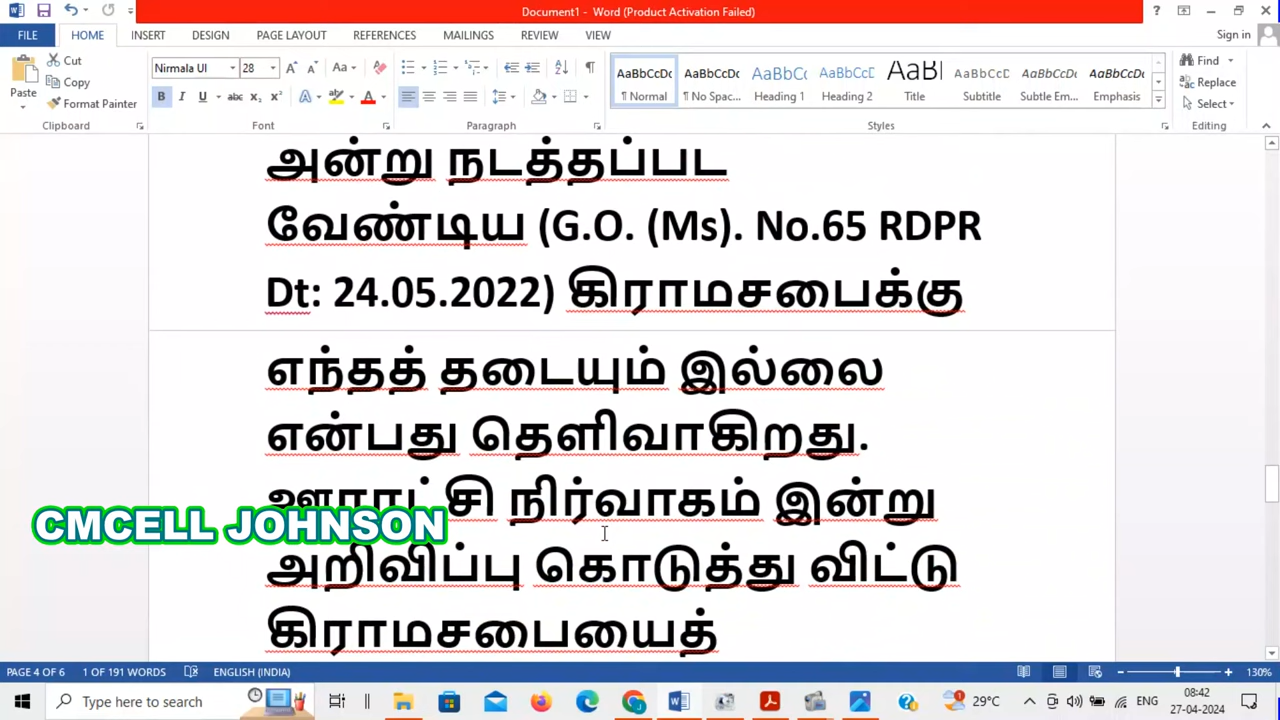 Document1 - Word (Product Activation Failed)
FILE HOME INSERT DESIGN PAGE LAYOUT REFERENCES MAILINGS REVIEW VIEW Sign in
Paste
Cut
Copy
Format Painter
Clipboard
Nirmala UI 28
Font
Paragraph
AaBbCcDc AaBbCcDc AaBbCc AaBbCcD AaBl AaBbCcD AaBbCcDc AaBbCcDc
¶ Normal ¶ No Spac... Heading 1 Heading 2 Title Subtitle Subtle Em... Emphasis
Styles
Find
Replace
Select
Editing
அன்று நடத்தப்பட
வேண்டிய (G.O. (Ms). No.65 RDPR
Dt: 24.05.2022) கிராமசபைக்கு
எந்தத் தடையும் இல்லை
என்பது தெளிவாகிறது.
ஊராட்சி நிர்வாகம் இன்று
CMCELL JOHNSON
அறிவிப்பு கொடுத்து விட்டு
கிராமசபையைத்
PAGE 4 OF 6 1 OF 191 WORDS ENGLISH (INDIA) 130%
Type here to search 29°C ENG 08:42
27-04-2024